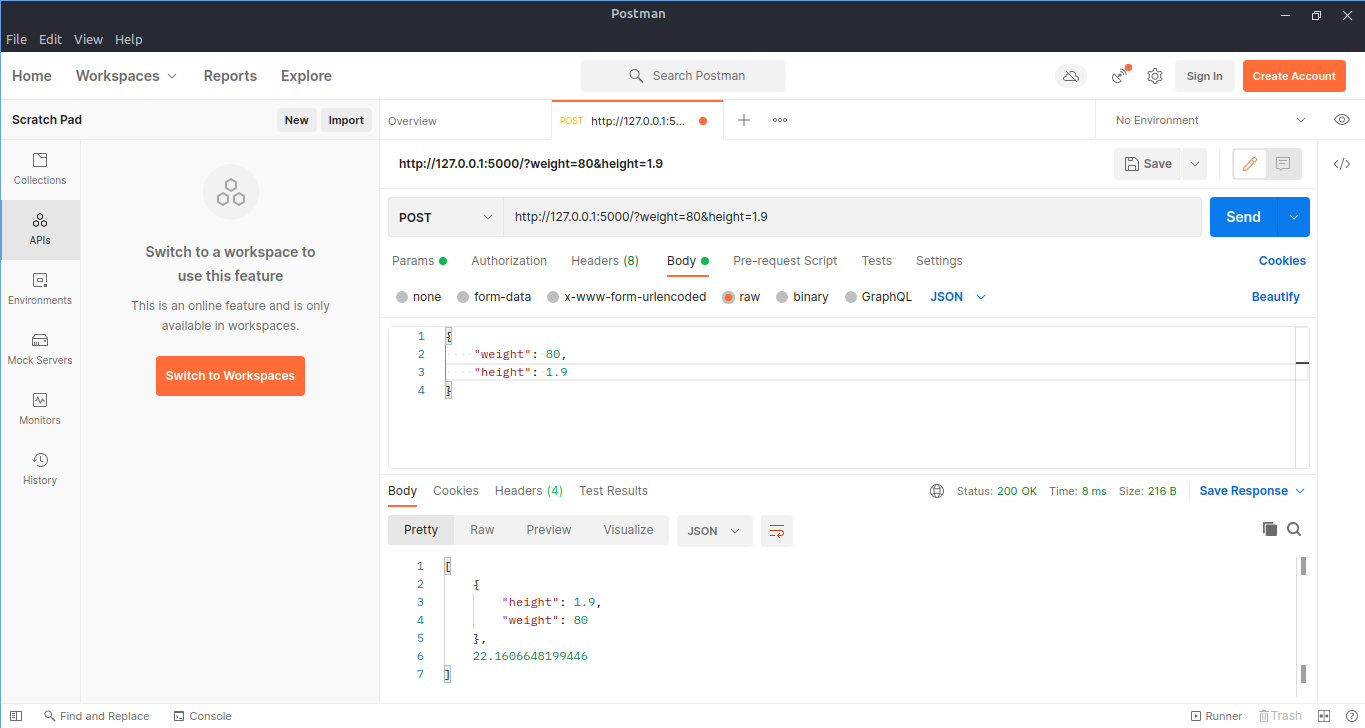 Postman
File Edit View Help
Home Workspaces Reports Explore Search Postman Sign In Create Account
Scratch Pad New Import
Overview POST http://127.0.0.1:5... No Environment
Collections
APIs
Environments
Mock Servers
Monitors
History
Switch to a workspace to
use this feature
This is an online feature and is only
available in workspaces.
Switch to Workspaces
http://127.0.0.1:5000/?weight=80&height=1.9 Save
POST http://127.0.0.1:5000/?weight=80&height=1.9 Send
Params Authorization Headers (8) Body Pre-request Script Tests Settings Cookies
none form-data x-www-form-urlencoded raw binary GraphQL JSON Beautify
1 {
2 "weight": 80,
3 "height": 1.9
4 }
Body Cookies Headers (4) Test Results Status: 200 OK Time: 8 ms Size: 216 B Save Response
Pretty Raw Preview Visualize JSON
1 [
2 {
3 "height": 1.9,
4 "weight": 80
5 },
6 22.1606648199446
7 ]
Find and Replace Console Runner Trash